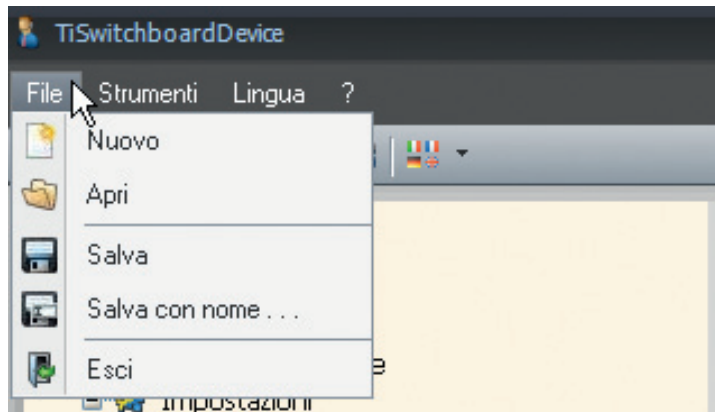 TiSwitchboardDevice
File Strumenti Lingua ?
Nuovo
Apri
Salva
Salva con nome . . .
Esci
Impostazioni